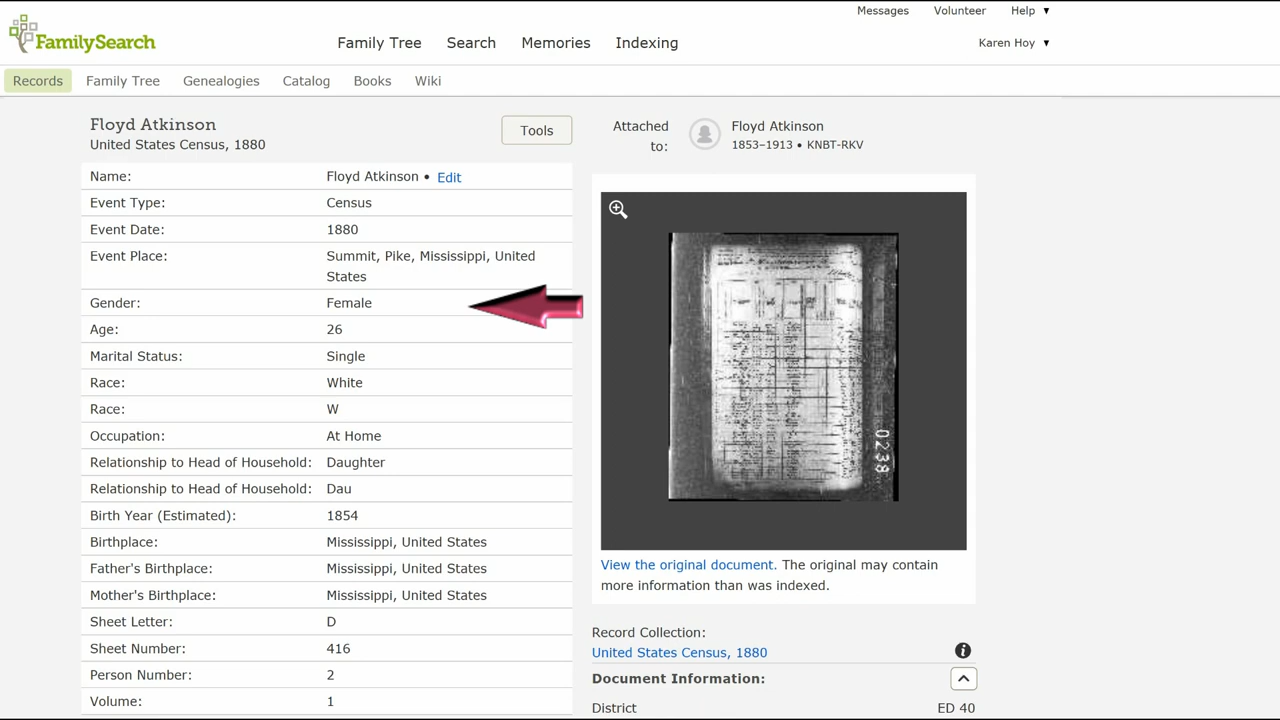 Messages Volunteer Help ▼
FamilySearch
Family Tree Search Memories Indexing
Karen Hoy ▼
Records Family Tree Genealogies Catalog Books Wiki
Floyd Atkinson
United States Census, 1880
Tools
Name: Floyd Atkinson • Edit
Event Type: Census
Event Date: 1880
Event Place: Summit, Pike, Mississippi, United
States
Gender: Female
Age: 26
Marital Status: Single
Race: White
Race: W
Occupation: At Home
Relationship to Head of Household: Daughter
Relationship to Head of Household: Dau
Birth Year (Estimated): 1854
Birthplace: Mississippi, United States
Father's Birthplace: Mississippi, United States
Mother's Birthplace: Mississippi, United States
Sheet Letter: D
Sheet Number: 416
Person Number: 2
Volume: 1
Attached
to:
Floyd Atkinson
1853–1913 • KNBT-RKV
0238
View the original document. The original may contain
more information than was indexed.
Record Collection:
United States Census, 1880
Document Information:
District ED 40